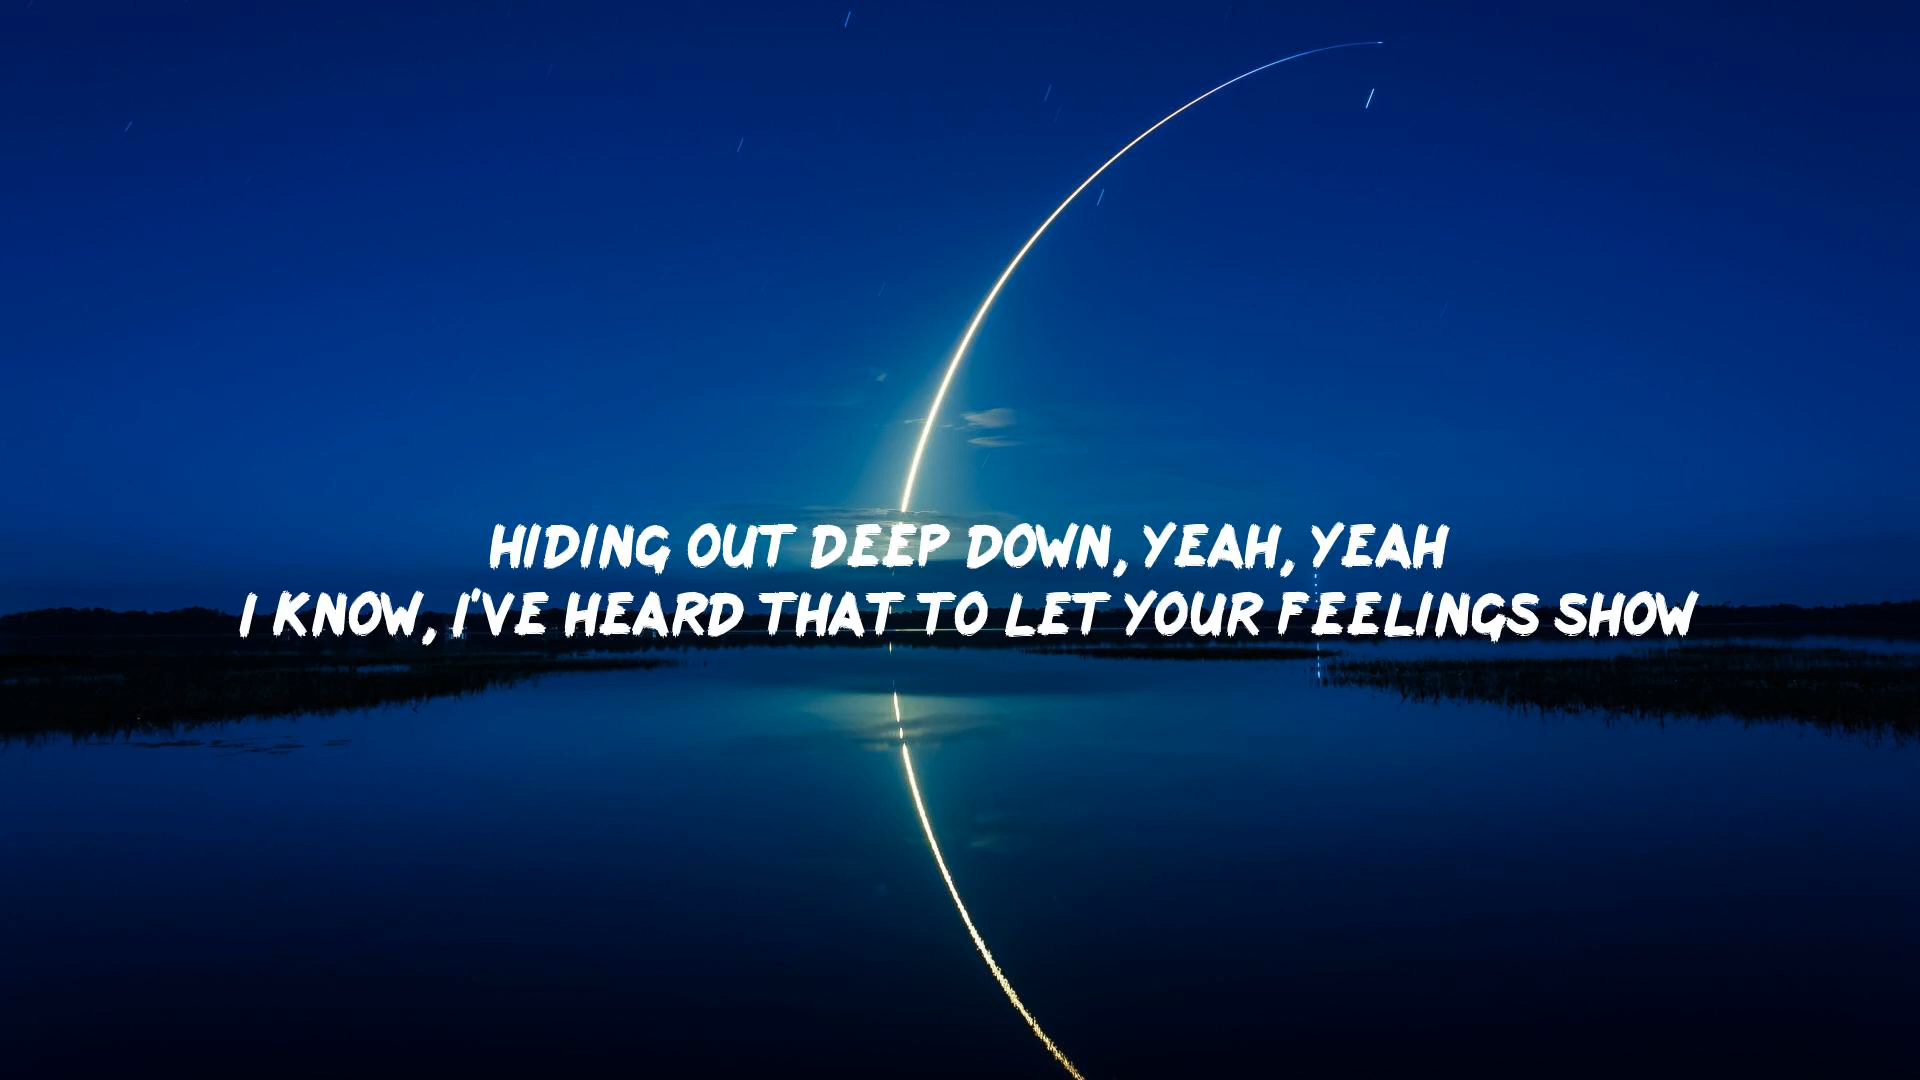 HIDING OUT DEEP DOWN, YEAH, YEAH
I KNOW, I'VE HEARD THAT TO LET YOUR FEELINGS SHOW